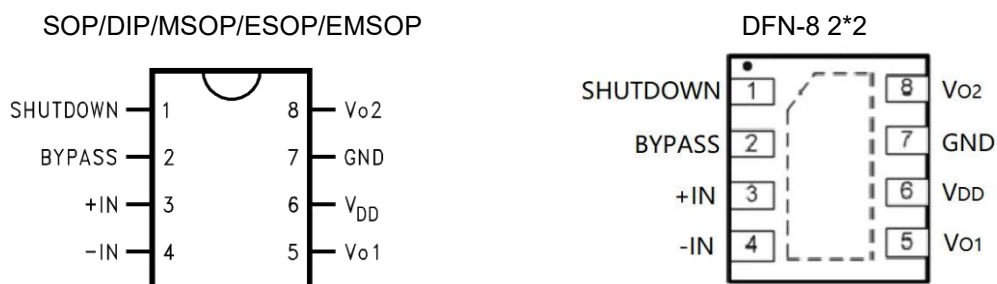 SOP/DIP/MSOP/ESOP/EMSOP
SHUTDOWN 1 8 Vo2
BYPASS 2 7 GND
+IN 3 6 VDD
-IN 4 5 Vo1
DFN-8 2*2
SHUTDOWN 1 8 VO2
BYPASS 2 7 GND
+IN 3 6 VDD
-IN 4 5 VO1